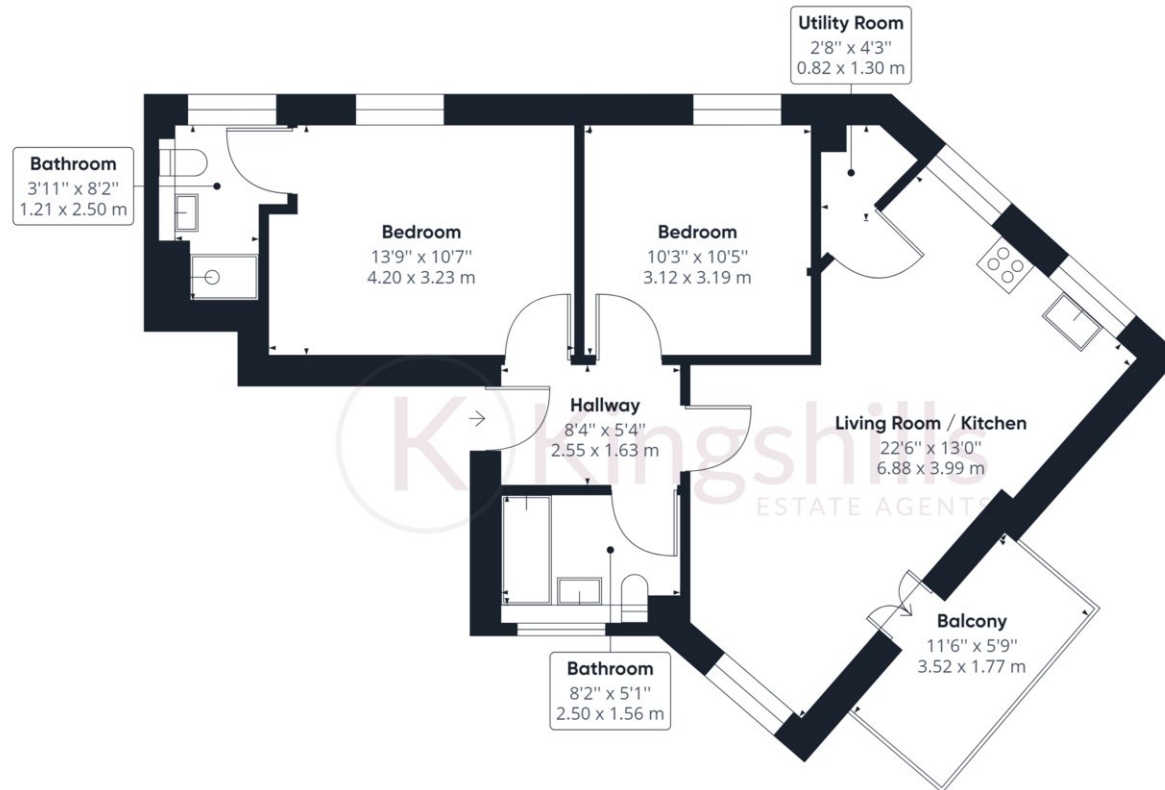 Utility Room
2'8" x 4'3"
0.82 x 1.30 m
Bathroom
3'11" x 8'2"
1.21 x 2.50 m
Bedroom
13'9" x 10'7"
4.20 x 3.23 m
Bedroom
10'3" x 10'5"
3.12 x 3.19 m
Hallway
8'4" x 5'4"
2.55 x 1.63 m
Living Room / Kitchen
22'6" x 13'0"
6.88 x 3.99 m
K Kingshills
ESTATE AGENTS
Balcony
11'6" x 5'9"
3.52 x 1.77 m
Bathroom
8'2" x 5'1"
2.50 x 1.56 m